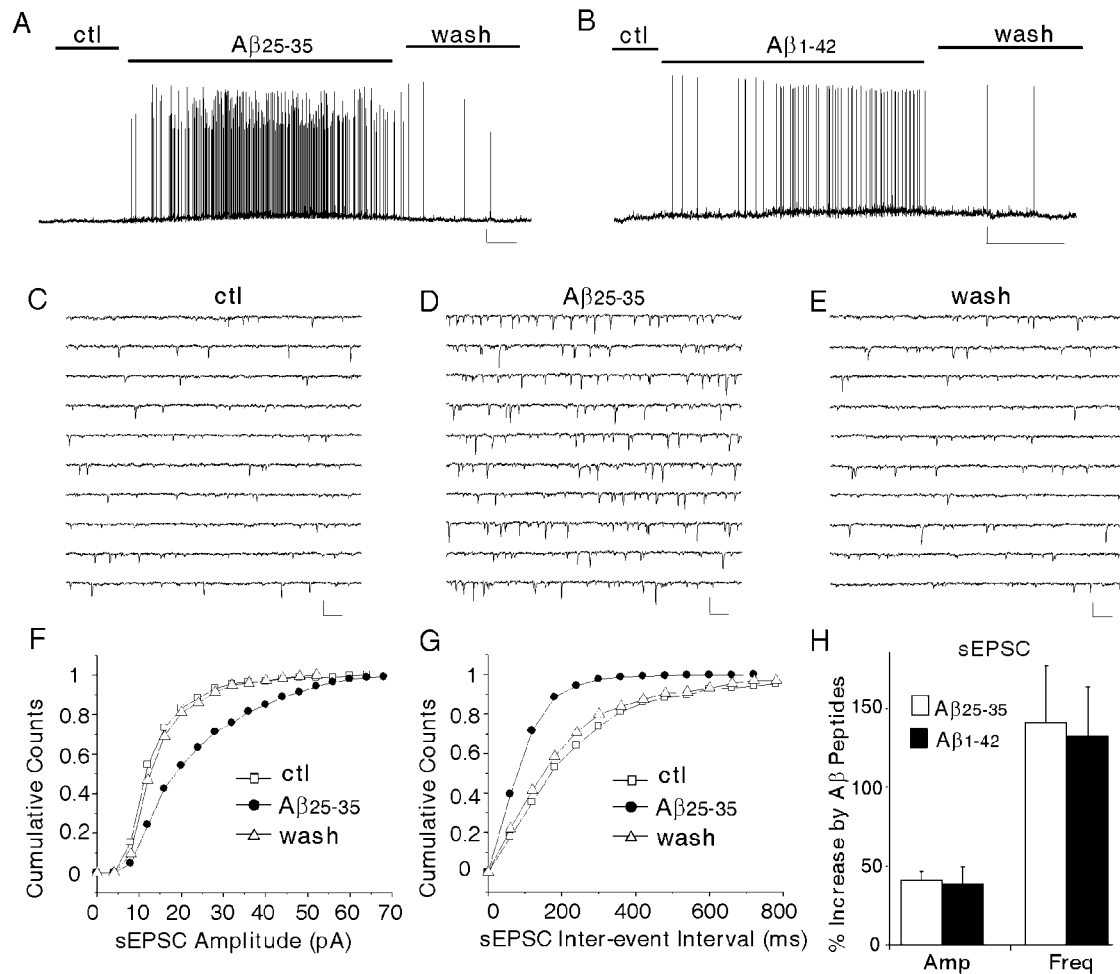 A
ctl
Aβ25-35
wash
B
ctl
Aβ1-42
wash
C
ctl
D
Aβ25-35
E
wash
F
Cumulative Counts
1
0.8
0.6
0.4
0.2
0
ctl
Aβ25-35
wash
0 10 20 30 40 50 60 70
sEPSC Amplitude (pA)
G
Cumulative Counts
1
0.8
0.6
0.4
0.2
0
ctl
Aβ25-35
wash
0 200 400 600 800
sEPSC Inter-event Interval (ms)
H
sEPSC
% Increase by Aβ Peptides
150
100
50
0
Aβ25-35
Aβ1-42
Amp Freq